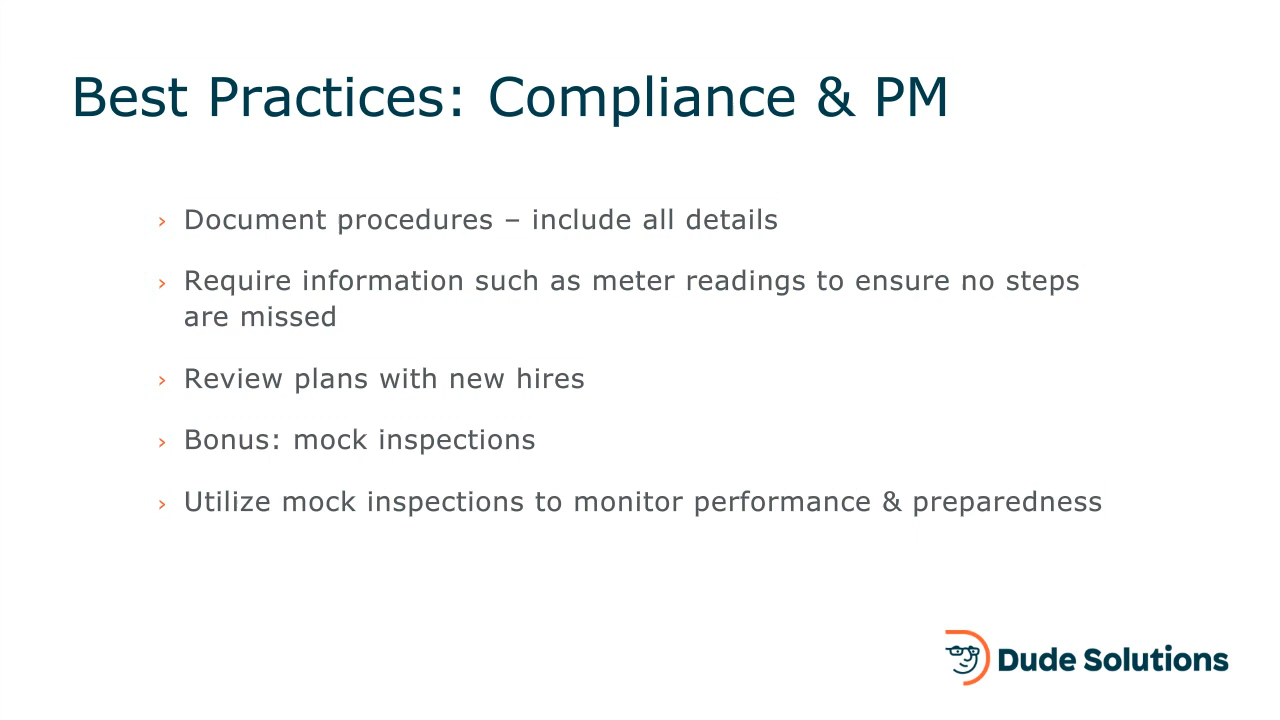 Best Practices: Compliance & PM
› Document procedures – include all details
› Require information such as meter readings to ensure no steps
are missed
› Review plans with new hires
› Bonus: mock inspections
› Utilize mock inspections to monitor performance & preparedness
Dude Solutions